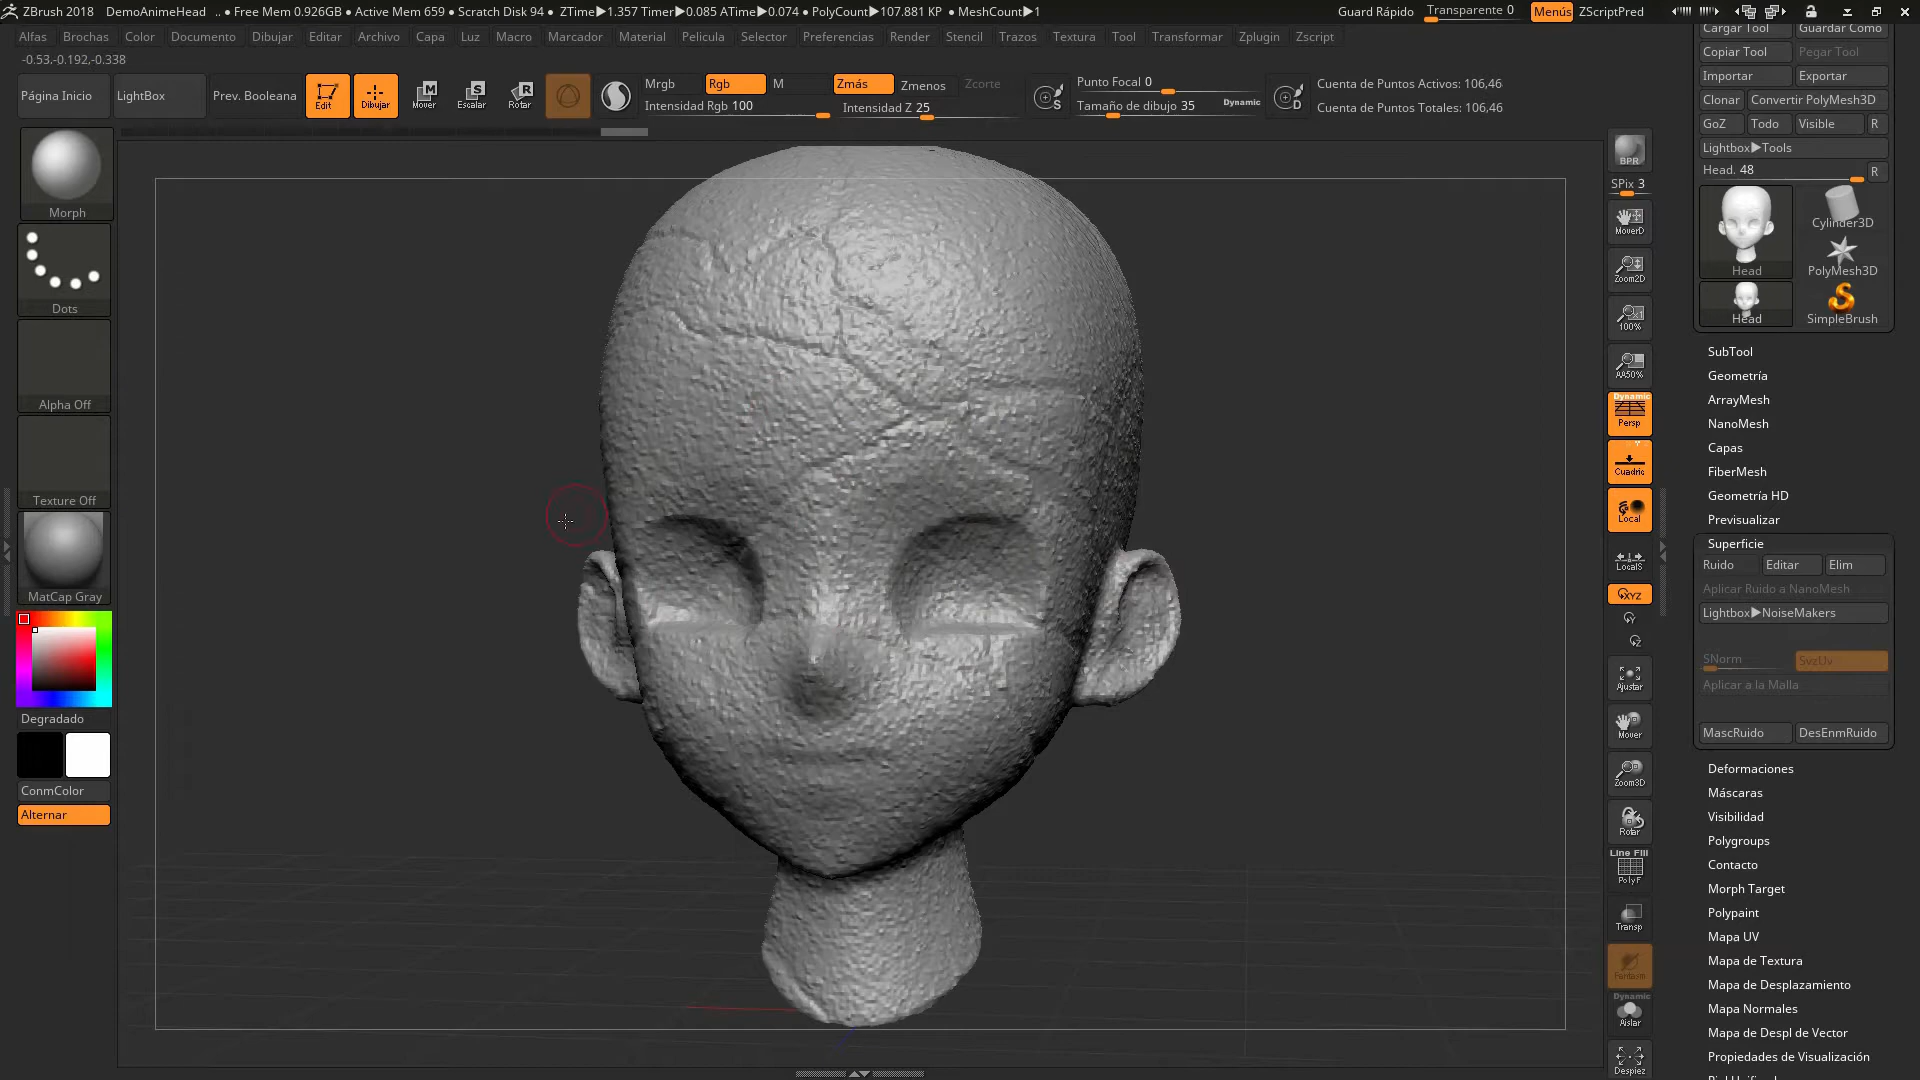 ZBrush 2018 DemoAnimeHead .. ● Free Mem 0.926GB ● Active Mem 659 ● Scratch Disk 94 ● ZTime▶1.357 Timer▶0.085 ATime▶0.074 ● PolyCount▶107.881 KP ● MeshCount▶1 Guard Rápido Transparente 0 Menús ZScriptPred
Alfas Brochas Color Documento Dibujar Editar Archivo Capa Luz Macro Marcador Material Pelicula Selector Preferencias Render Stencil Trazos Textura Tool Transformar Zplugin Zscript
-0.53,-0.192,-0.338
Página Inicio LightBox Prev. Booleana Edit Dibujar Mover Escalar Rotar
Mrgb Rgb M Zmás Zmenos Zcorte
Intensidad Rgb 100 Intensidad Z 25
Punto Focal 0
Tamaño de dibujo 35 Dynamic
Cuenta de Puntos Activos: 106,46
Cuenta de Puntos Totales: 106,46
Morph
Dots
Alpha Off
Texture Off
MatCap Gray
Degradado
ConmColor
Alternar
BPR
SPix 3
MoverD
Zoom2D
100%
AA50%
Dynamic
Persp
Cuadric
Local
LocalS
XYZ
Y
Z
Ajustar
Mover
Zoom3D
Rotar
Line Fill
PolyF
Transp
Dynamic
Aislar
Despiez
Cargar Tool Guardar Como
Copiar Tool Pegar Tool
Importar Exportar
Clonar Convertir PolyMesh3D
GoZ Todo Visible R
Lightbox▶Tools
Head. 48 R
Head Cylinder3D
PolyMesh3D
Head SimpleBrush
SubTool
Geometría
ArrayMesh
NanoMesh
Capas
FiberMesh
Geometría HD
Previsualizar
Superficie
Ruido Editar Elim
Aplicar Ruido a NanoMesh
Lightbox▶NoiseMakers
SNorm SvzUv
Aplicar a la Malla
MascRuido DesEnmRuido
Deformaciones
Máscaras
Visibilidad
Polygroups
Contacto
Morph Target
Polypaint
Mapa UV
Mapa de Textura
Mapa de Desplazamiento
Mapa Normales
Mapa de Despl de Vector
Propiedades de Visualización